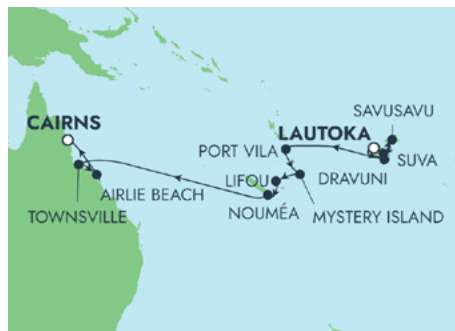 SAVUSAVU
CAIRNS
LAUTOKA
PORT VILA
SUVA
LIFOU
DRAVUNI
AIRLIE BEACH
TOWNSVILLE
NOUMÉA
MYSTERY ISLAND